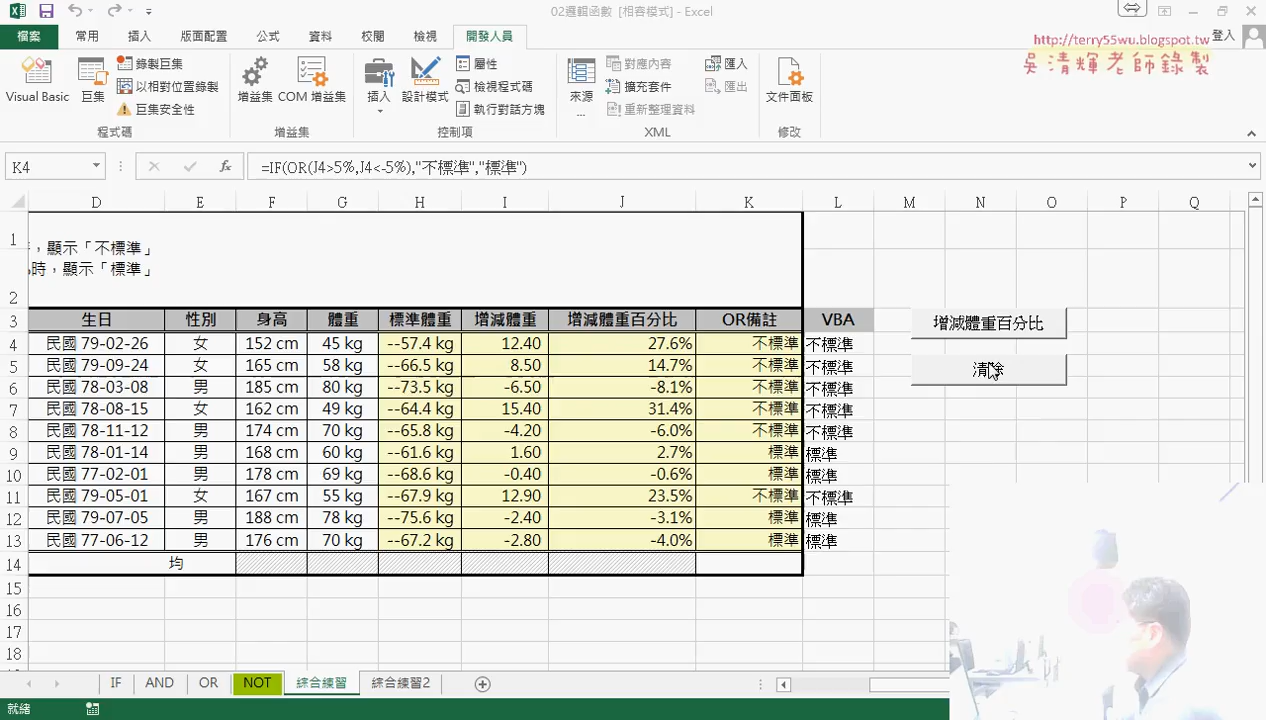 02邏輯函數 [相容模式] - Excel
http://terry55wu.blogspot.tw
登入
吳清輝老師錄製
檔案 常用 插入 版面配置 公式 資料 校閱 檢視 開發人員
Visual Basic 巨集 錄製巨集 以相對位置錄製 巨集安全性
增益集 COM 增益集
插入 設計模式 屬性 檢視程式碼 執行對話方塊
來源 ... 對應內容 擴充套件 重新整理資料 匯入 匯出
文件面板
程式碼 增益集 控制項 XML 修改
K4 fx =IF(OR(J4>5%,J4<-5%),"不標準","標準")
D E F G H I J K L M N O P Q
1
，顯示「不標準」
時，顯示「標準」
2
3 生日 性別 身高 體重 標準體重 增減體重 增減體重百分比 OR備註 VBA 增減體重百分比
4 民國 79-02-26 女 152 cm 45 kg --57.4 kg 12.40 27.6% 不標準 不標準
5 民國 79-09-24 女 165 cm 58 kg --66.5 kg 8.50 14.7% 不標準 不標準 清除
6 民國 78-03-08 男 185 cm 80 kg --73.5 kg -6.50 -8.1% 不標準 不標準
7 民國 78-08-15 女 162 cm 49 kg --64.4 kg 15.40 31.4% 不標準 不標準
8 民國 78-11-12 男 174 cm 70 kg --65.8 kg -4.20 -6.0% 不標準 不標準
9 民國 78-01-14 男 168 cm 60 kg --61.6 kg 1.60 2.7% 標準 標準
10 民國 77-02-01 男 178 cm 69 kg --68.6 kg -0.40 -0.6% 標準 標準
11 民國 79-05-01 女 167 cm 55 kg --67.9 kg 12.90 23.5% 不標準 不標準
12 民國 79-07-05 男 188 cm 78 kg --75.6 kg -2.40 -3.1% 標準 標準
13 民國 77-06-12 男 176 cm 70 kg --67.2 kg -2.80 -4.0% 標準 標準
14 均
15
16
17
18
IF AND OR NOT 綜合練習 綜合練習2
就緒